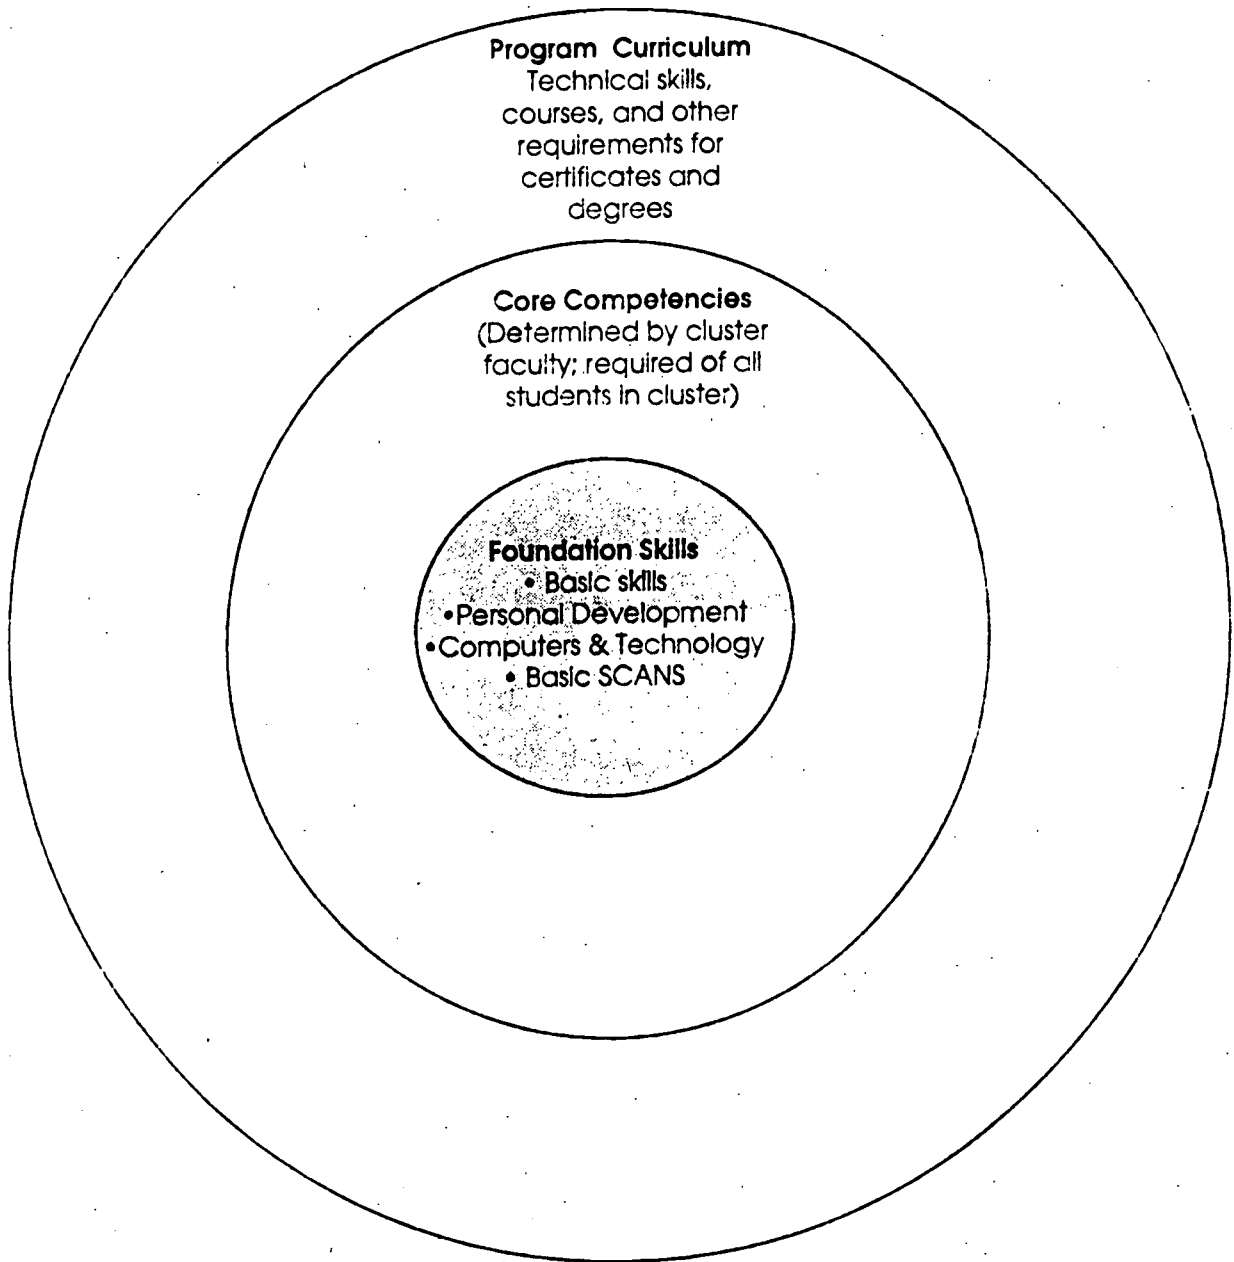 Program Curriculum
Technical skills,
courses, and other
requirements for
certificates and
degrees
Core Competencies
(Determined by cluster
faculty; required of all
students in cluster)
Foundation Skills
• Basic skills
•Personal Development
•Computers & Technology
• Basic SCANS